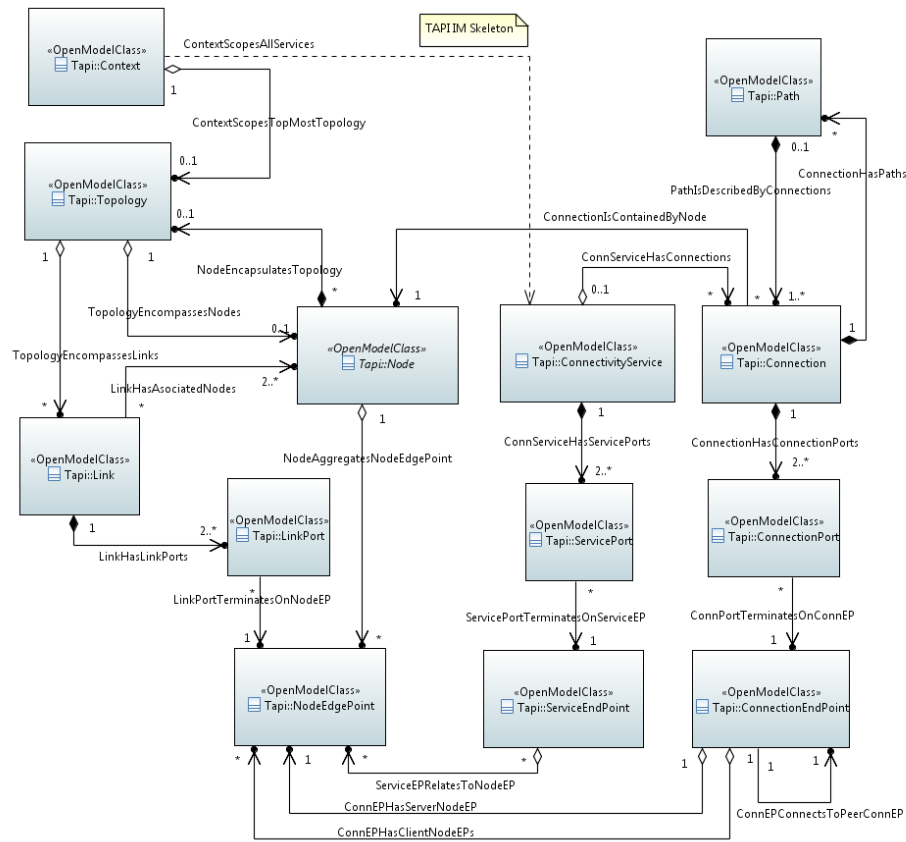 TAPI IM Skeleton
«OpenModelClass»
Tapi::Context
ContextScopesAllServices
1
ContextScopesTopMostTopology
0..1
«OpenModelClass»
Tapi::Path
0..1
*
ConnectionHasPaths
PathIsDescribedByConnections
«OpenModelClass»
Tapi::Topology
0..1
1
1
NodeEncapsulatesTopology
*
ConnectionIsContainedByNode
1
ConnServiceHasConnections
0..1
*
*
1..*
1
TopologyEncompassesNodes
0..1
TopologyEncompassesLinks
*
LinkHasAsociatedNodes
*
2..*
«OpenModelClass»
Tapi::Node
1
«OpenModelClass»
Tapi::ConnectivityService
1
«OpenModelClass»
Tapi::Connection
1
ConnServiceHasServicePorts
2..*
ConnectionHasConnectionPorts
2..*
NodeAggregatesNodeEdgePoint
*
«OpenModelClass»
Tapi::Link
1
LinkHasLinkPorts
2..*
«OpenModelClass»
Tapi::LinkPort
*
LinkPortTerminatesOnNodeEP
1
«OpenModelClass»
Tapi::ServicePort
*
ServicePortTerminatesOnServiceEP
1
«OpenModelClass»
Tapi::ConnectionPort
*
ConnPortTerminatesOnConnEP
1
«OpenModelClass»
Tapi::NodeEdgePoint
*
1
*
«OpenModelClass»
Tapi::ServiceEndPoint
*
ServiceEPRelatesToNodeEP
«OpenModelClass»
Tapi::ConnectionEndPoint
1
1
1
1
ConnEPHasServerNodeEP
ConnEPConnectsToPeerConnEP
ConnEPHasClientNodeEPs